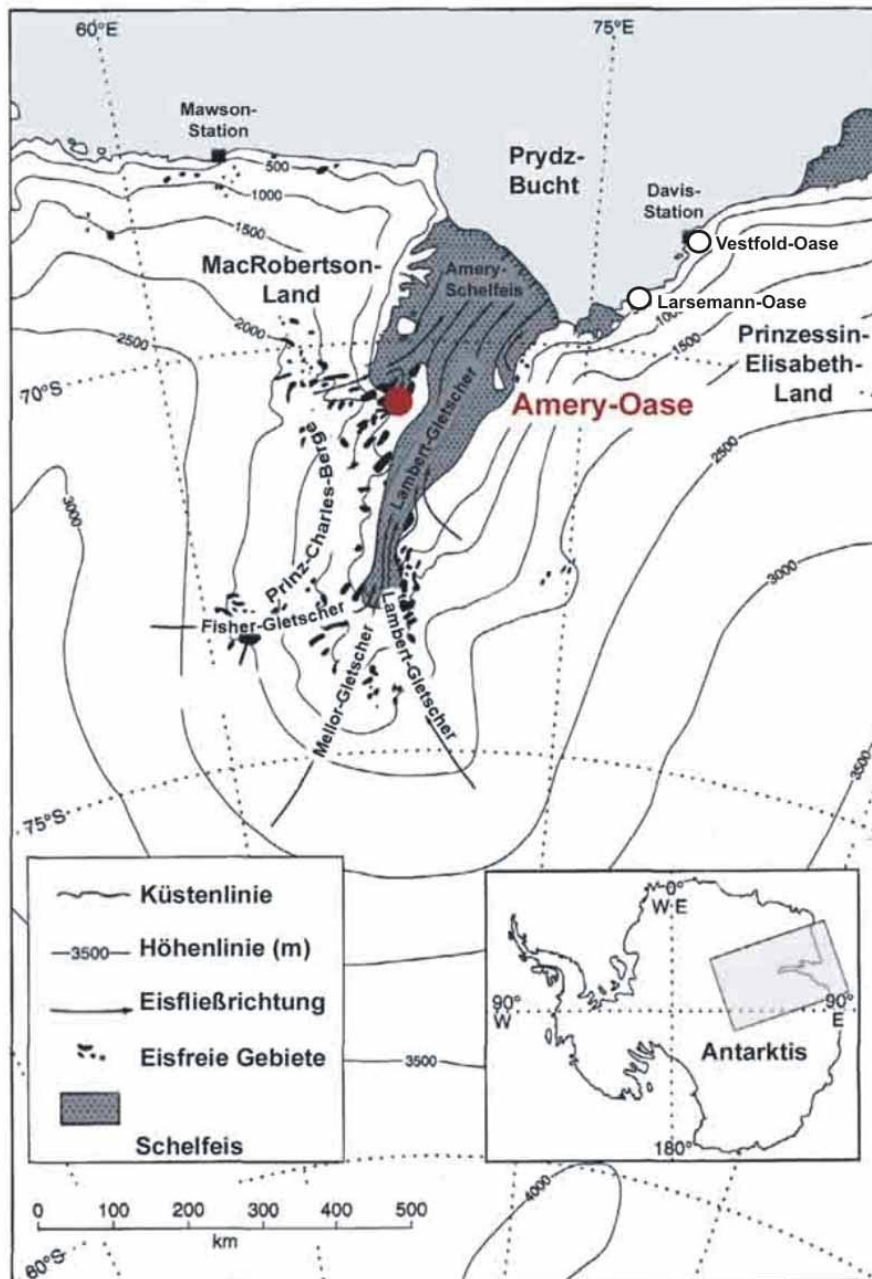 60°E
75°E
Mawson-
Station
500
1000
1500
Prydz-
Bucht
Davis-
Station
Vestfold-Oase
Larsemann-Oase
MacRobertson-
Land
Amery-
Schelfeis
1000
1500
2000
2500
Prinzessin-
Elisabeth-
Land
70°S
Amery-Oase
Lambert-Gletscher
Prinz-Charles-Berge
2500
3000
3000
Fisher-Gletscher
Mellor-Gletscher
Lambert-Gletscher
3500
75°S
Küstenlinie
3500 Höhenlinie (m)
Eisfließrichtung
Eisfreie Gebiete
Schelfeis
3500
0°
W E
90°
W
90°
E
Antarktis
180°
4000
0 100 200 300 400 500
km
80°S